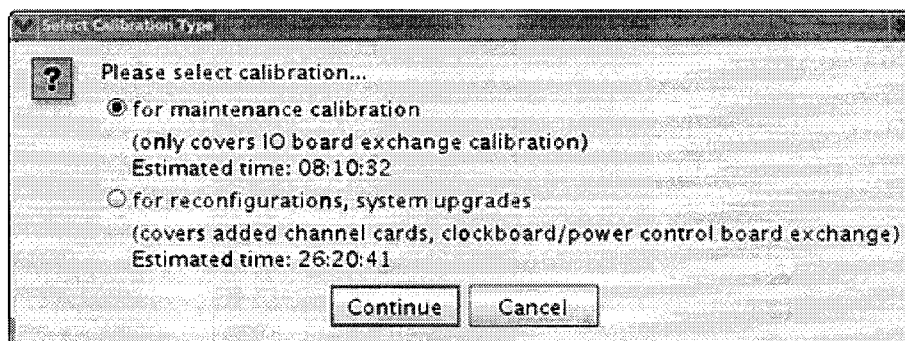 Select Calibration Type
?
Please select calibration...
for maintenance calibration
(only covers IO board exchange calibration)
Estimated time: 08:10:32
for reconfigurations, system upgrades
(covers added channel cards, clockboard/power control board exchange)
Estimated time: 26:20:41
Continue Cancel